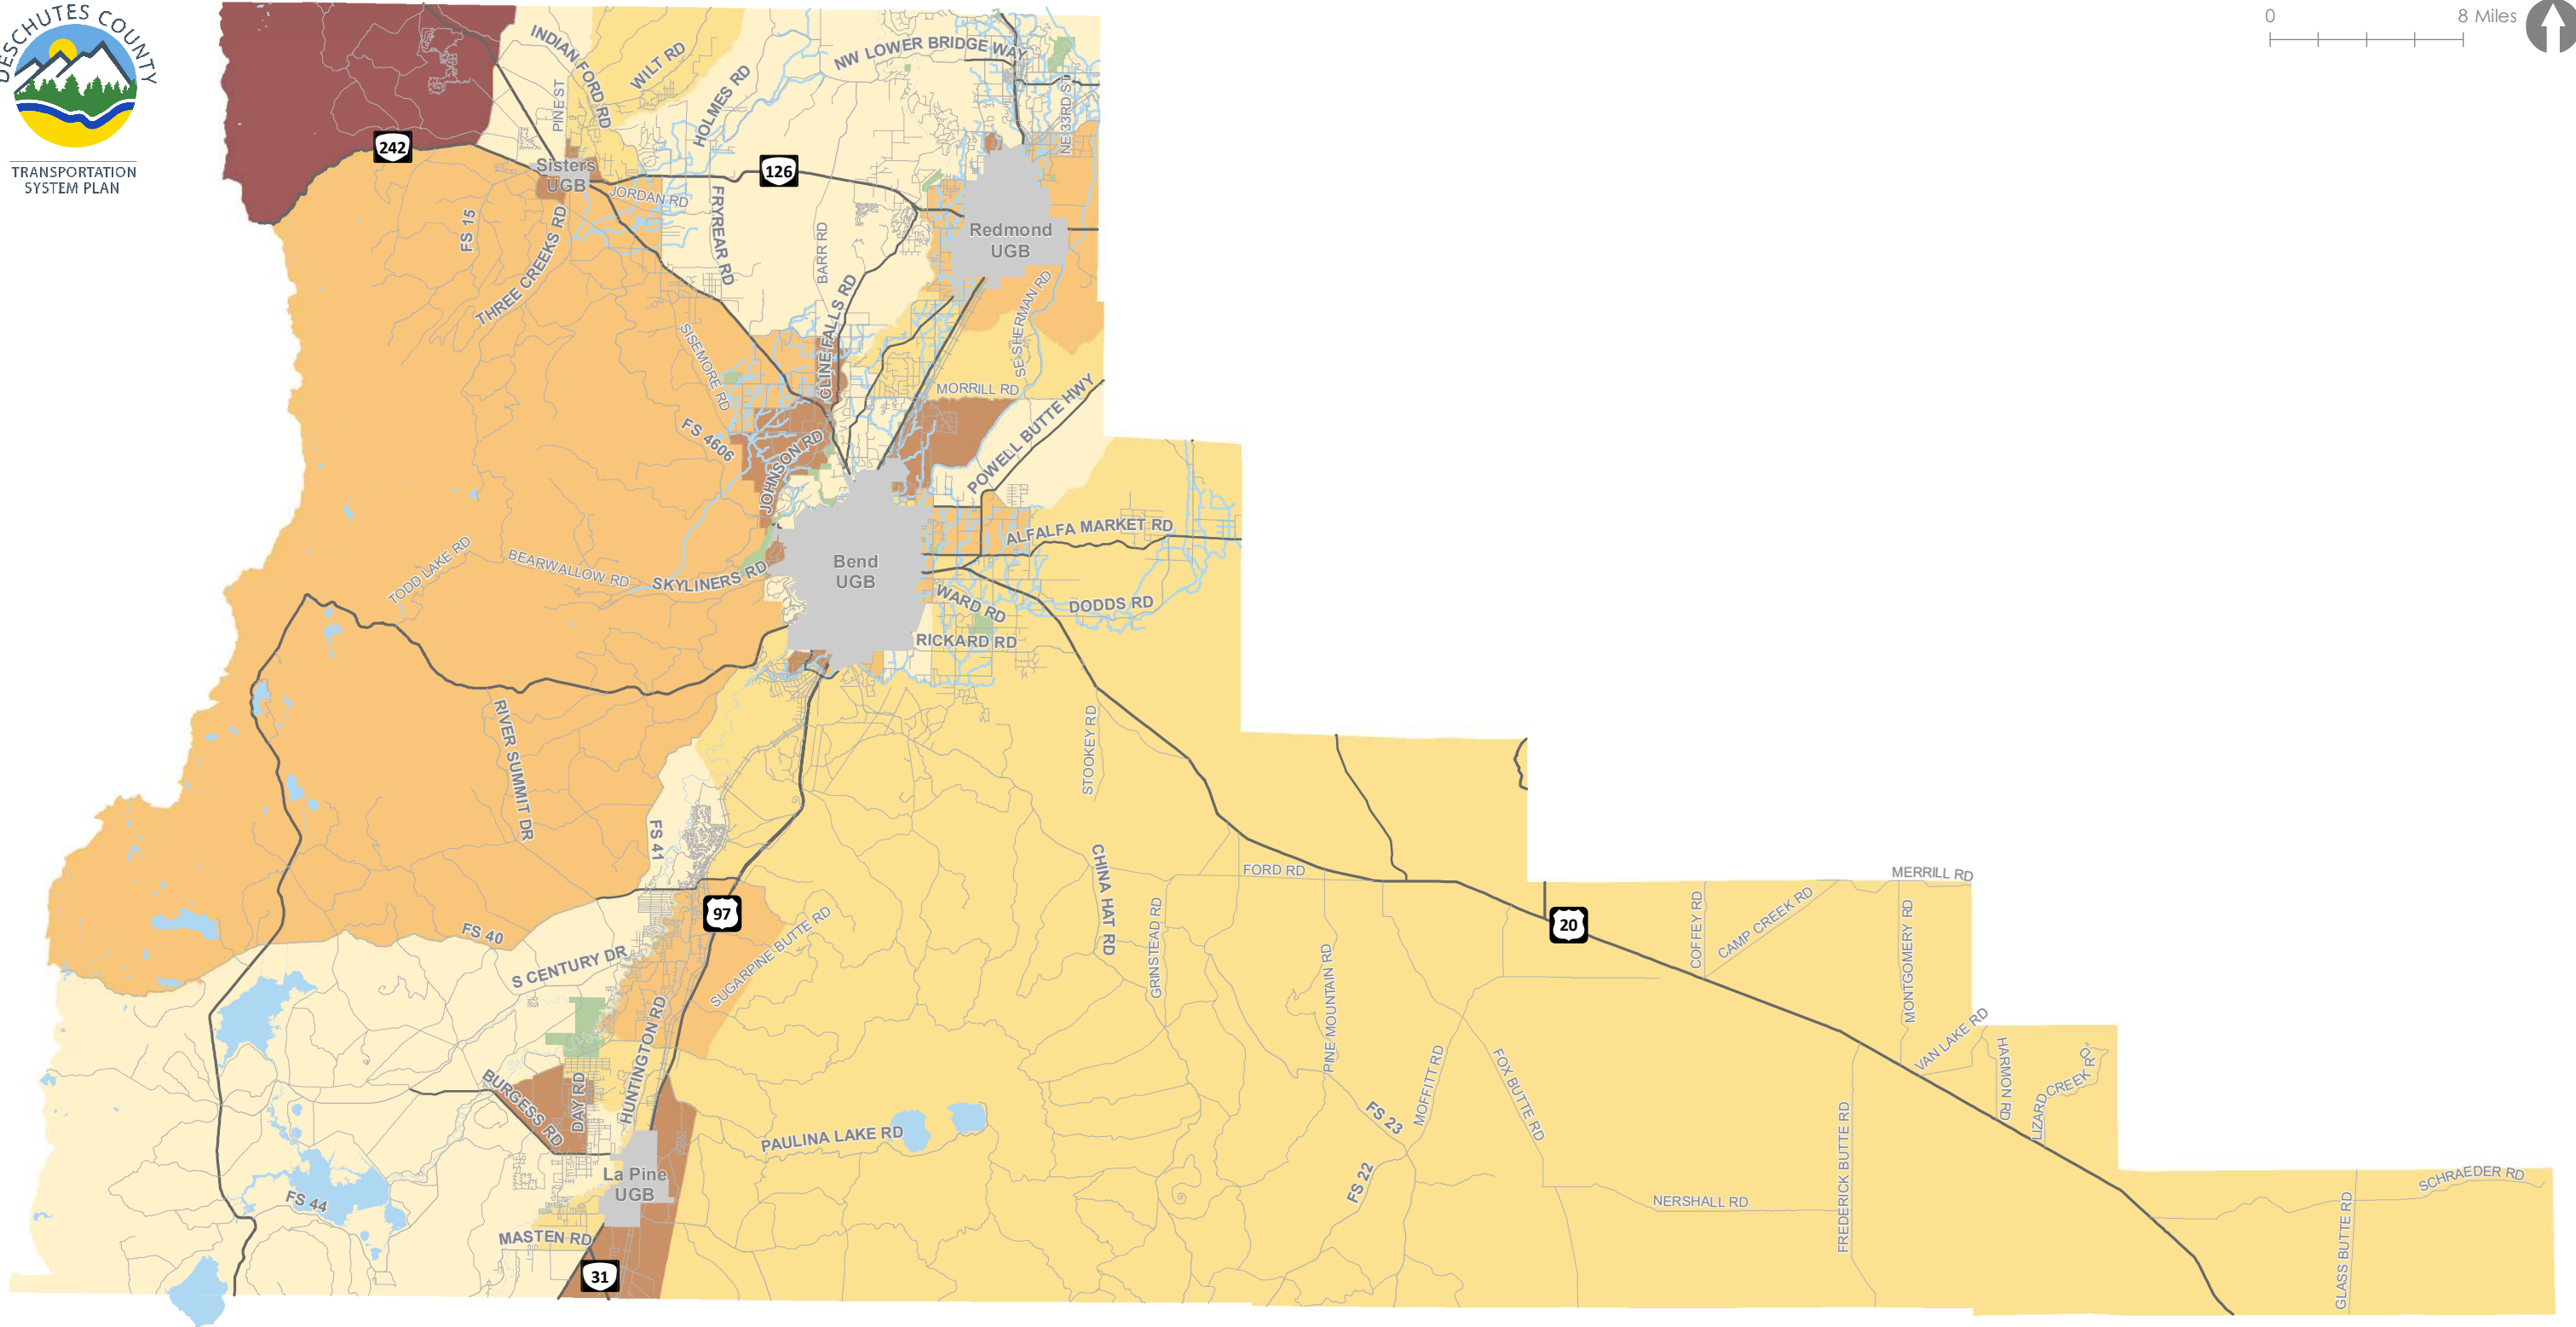 DESCHUTES COUNTY
TRANSPORTATION
SYSTEM PLAN
0
8 Miles
INDIAN FORD RD
WILT RD
PINE ST
HOLMES RD
NW LOWER BRIDGE WAY
NE 33RD ST
242
Sisters
UGB
126
JORDAN RD
FRYREAR RD
BARR RD
FS 15
THREE CREEKS RD
Redmond
UGB
SISEMORE RD
CLINE FALLS RD
SE SHERMAN RD
MORRILL RD
POWELL BUTTE HWY
FS 4606
JOHNSON RD
ALFALFA MARKET RD
TODD LAKE RD
BEARWALLOW RD
SKYLINERS RD
Bend
UGB
WARD RD
DODDS RD
RICKARD RD
RIVER SUMMIT DR
STOOKEY RD
FS 41
FORD RD
CHINA HAT RD
MERRILL RD
97
20
SUGARPINE BUTTE RD
GRINSTEAD RD
COFFEY RD
CAMP CREEK RD
MONTGOMERY RD
FS 40
S CENTURY DR
PINE MOUNTAIN RD
HUNTINGTON RD
VAN LAKE RD
HARMON RD
LIZARD CREEK RD
BURGESS RD
DAY RD
MOFFITT RD
FOX BUTTE RD
FS 23
FREDERICK BUTTE RD
PAULINA LAKE RD
La Pine
UGB
FS 22
FS 44
NERSHALL RD
SCHRAEDER RD
GLASS BUTTE RD
MASTEN RD
31